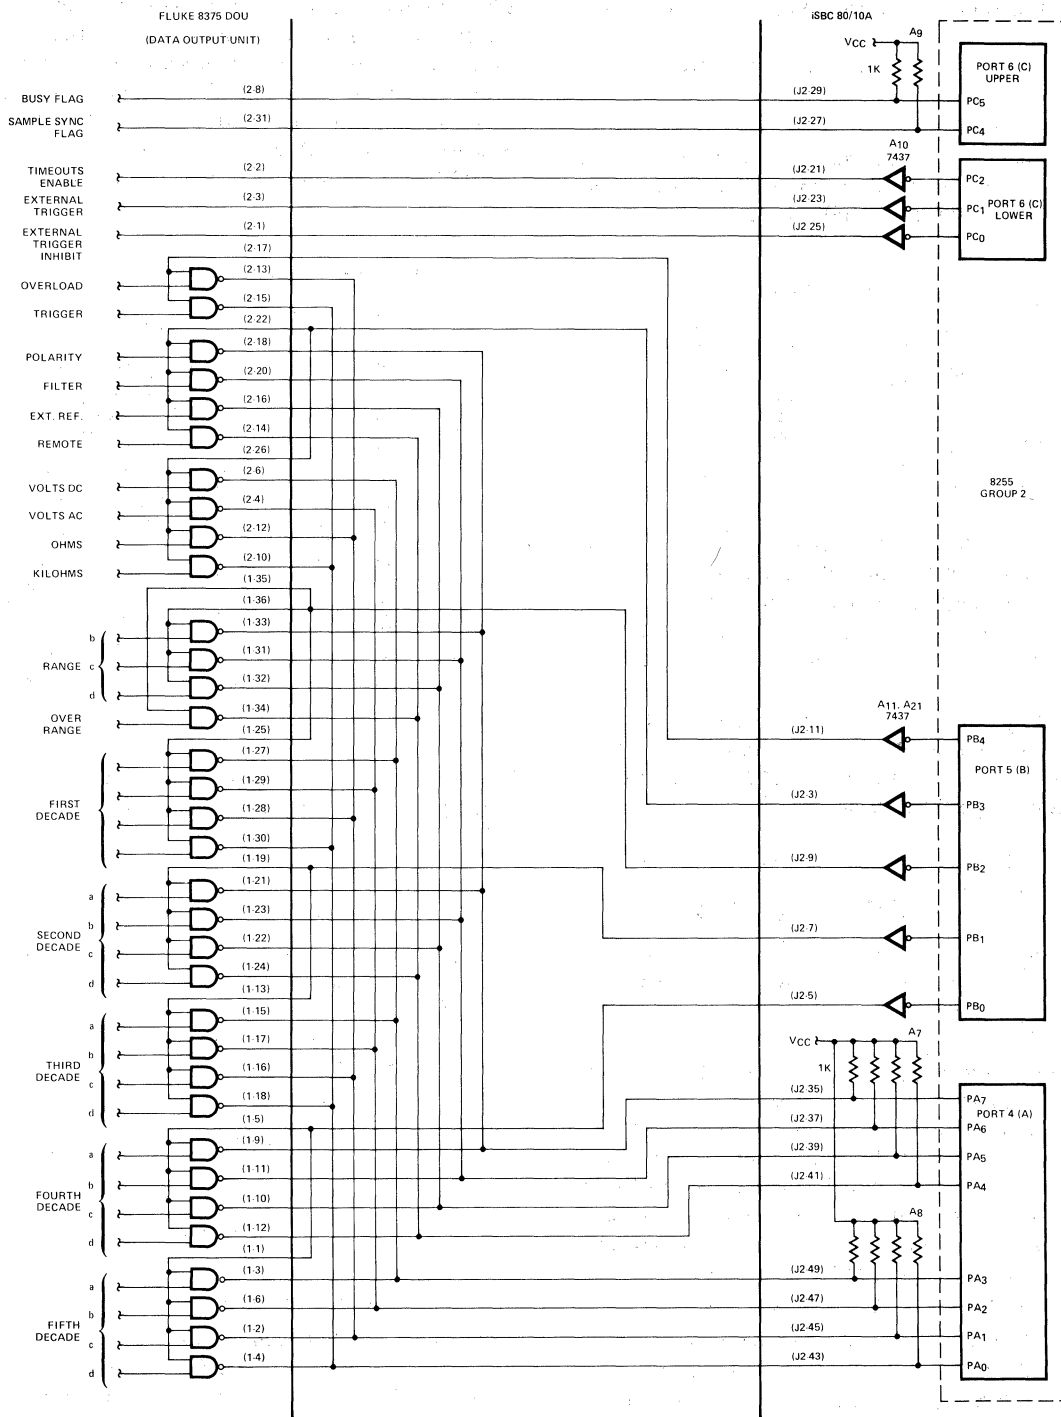 FLUKE 8375 DOU
(DATA OUTPUT UNIT)
iSBC 80/10A
VCC
A9
1K
PORT 6 (C)
UPPER
BUSY FLAG
(2-8)
(J2-29)
PC5
SAMPLE SYNC
FLAG
(2-31)
(J2-27)
PC4
A10
7437
TIMEOUTS
ENABLE
(2-2)
(J2-21)
PC2
EXTERNAL
TRIGGER
(2-3)
(J2-23)
PC1
PORT 6 (C)
LOWER
EXTERNAL
TRIGGER
INHIBIT
(2-1)
(J2-25)
PC0
(2-17)
OVERLOAD
(2-13)
TRIGGER
(2-15)
(2-22)
POLARITY
(2-18)
FILTER
(2-20)
EXT. REF.
(2-16)
REMOTE
(2-14)
(2-26)
VOLTS DC
(2-6)
VOLTS AC
(2-4)
OHMS
(2-12)
KILOHMS
(2-10)
8255
GROUP 2
(1-35)
(1-36)
RANGE
b
(1-33)
c
(1-31)
d
(1-32)
OVER
RANGE
(1-34)
(1-25)
A11, A21
7437
(J2-11)
PB4
PORT 5 (B)
FIRST
DECADE
(1-27)
(1-29)
(1-28)
(1-30)
(J2-3)
PB3
(1-19)
(J2-9)
PB2
SECOND
DECADE
a
(1-21)
b
(1-23)
c
(1-22)
d
(1-24)
(J2-7)
PB1
(1-13)
(J2-5)
PB0
THIRD
DECADE
a
(1-15)
b
(1-17)
c
(1-16)
d
(1-18)
VCC
A7
1K
(J2-35)
PA7
PORT 4 (A)
(1-5)
(J2-37)
PA6
FOURTH
DECADE
a
(1-9)
b
(1-11)
c
(1-10)
d
(1-12)
(J2-39)
PA5
(J2-41)
PA4
A8
(1-1)
FIFTH
DECADE
a
(1-3)
(J2-49)
PA3
b
(1-6)
(J2-47)
PA2
c
(1-2)
(J2-45)
PA1
d
(1-4)
(J2-43)
PA0